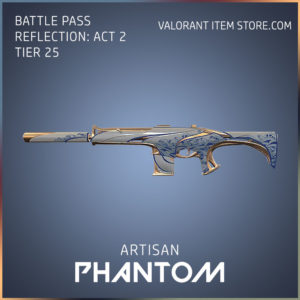 BATTLE PASS
REFLECTION: ACT 2
TIER 25
VALORANT ITEM STORE.COM
ARTISAN
PHANTOM